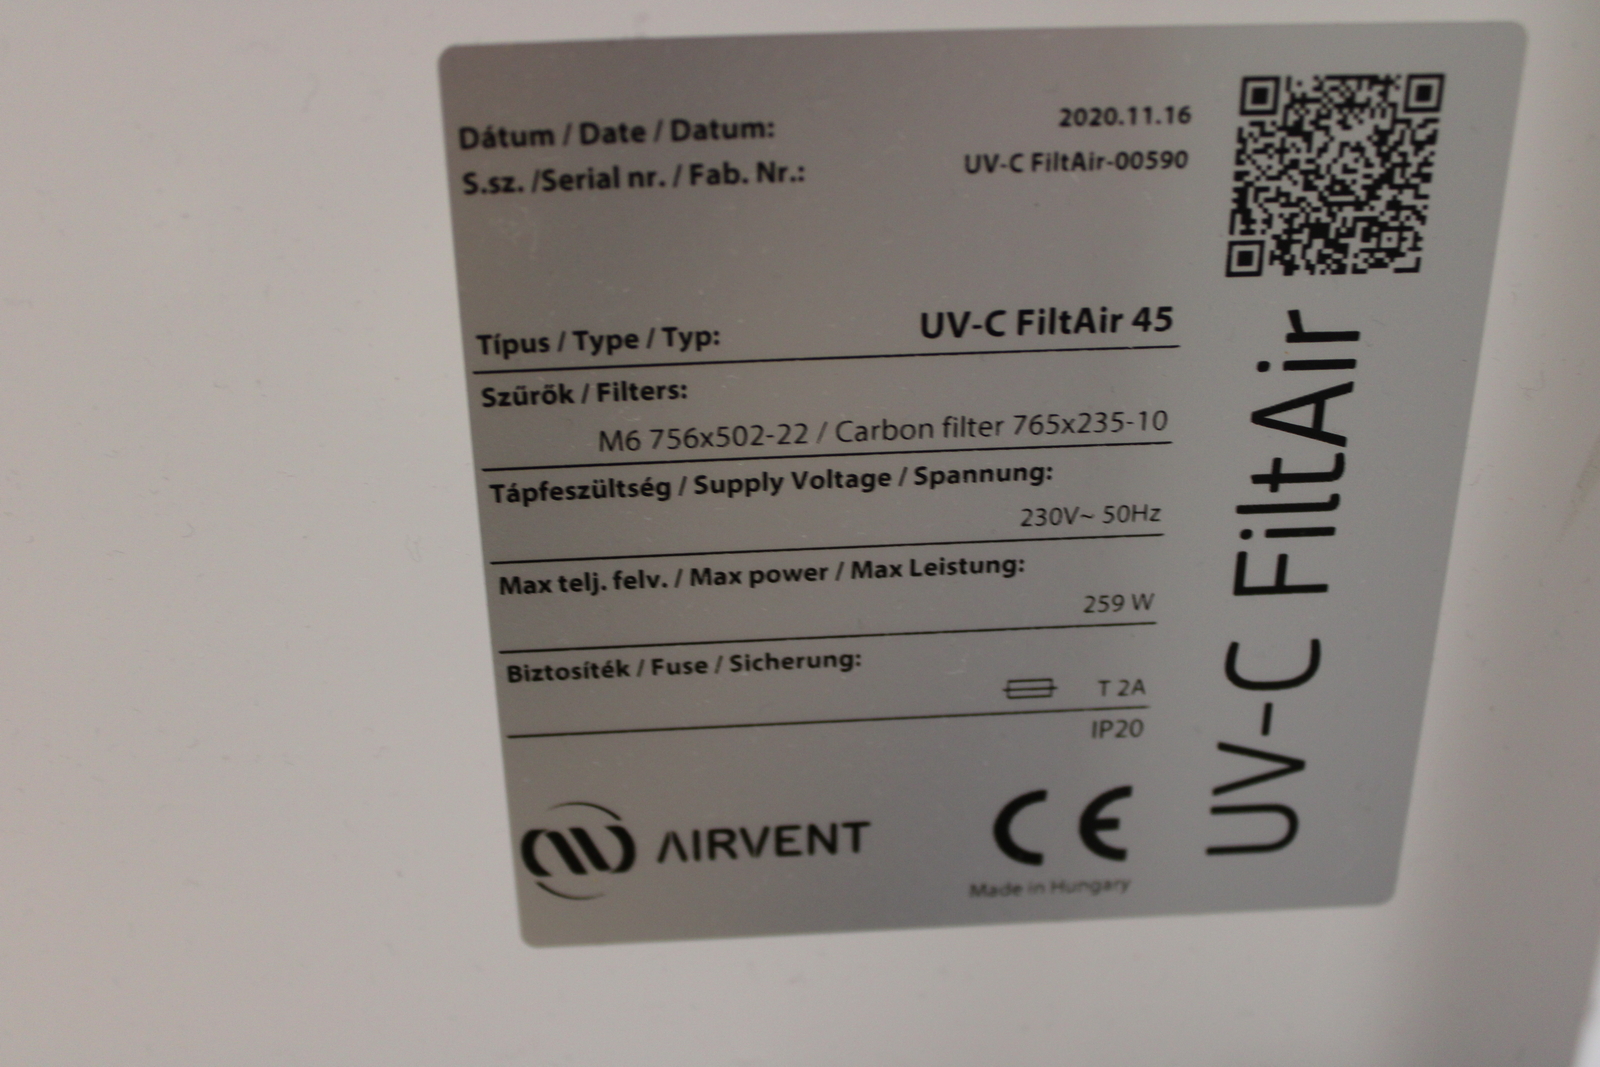 Dátum / Date / Datum: 2020.11.16
S.sz. /Serial nr. / Fab. Nr.: UV-C FiltAir-00590
Típus / Type / Typ: UV-C FiltAir 45
Szűrők / Filters:
M6 756x502-22 / Carbon filter 765x235-10
Tápfeszültség / Supply Voltage / Spannung:
230V~ 50Hz
Max telj. felv. / Max power / Max Leistung:
259 W
Biztosíték / Fuse / Sicherung:
T 2A
IP20
AIRVENT
CE
Made in Hungary
UV-C FiltAir